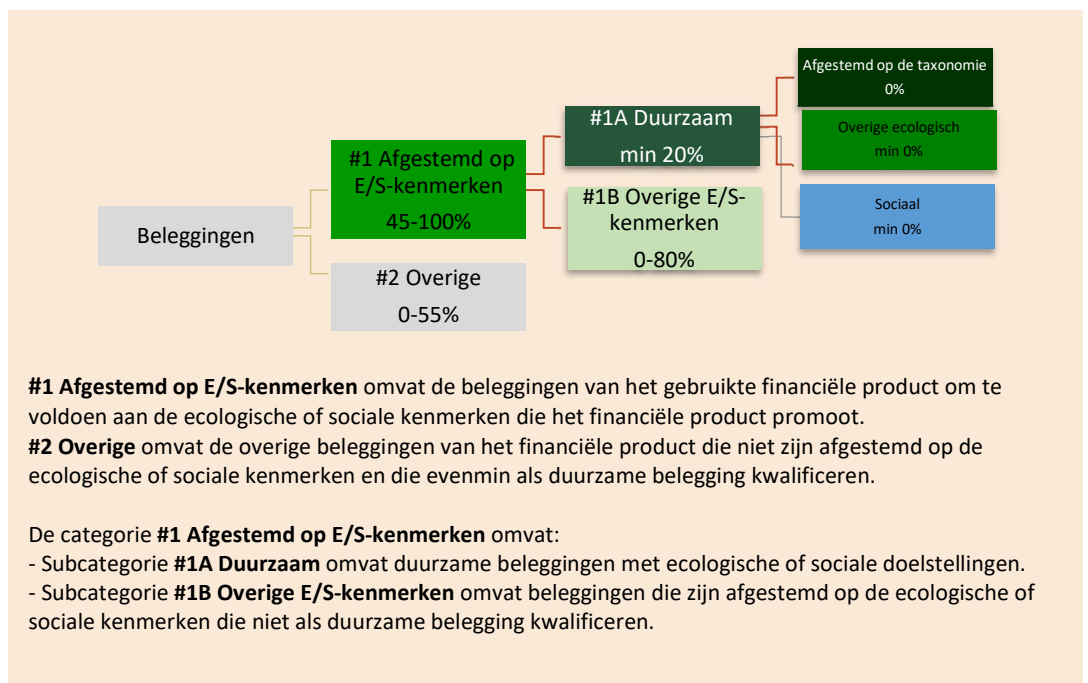 Beleggingen
#1 Afgestemd op
E/S-kenmerken
45-100%
#2 Overige
0-55%
#1A Duurzaam
min 20%
#1B Overige E/S-
kenmerken
0-80%
Afgestemd op de taxonomie
0%
Overige ecologisch
min 0%
Sociaal
min 0%
#1 Afgestemd op E/S-kenmerken omvat de beleggingen van het gebruikte financiële product om te
voldoen aan de ecologische of sociale kenmerken die het financiële product promoot.
#2 Overige omvat de overige beleggingen van het financiële product die niet zijn afgestemd op de
ecologische of sociale kenmerken en die evenmin als duurzame belegging kwalificeren.
De categorie #1 Afgestemd op E/S-kenmerken omvat:
- Subcategorie #1A Duurzaam omvat duurzame beleggingen met ecologische of sociale doelstellingen.
- Subcategorie #1B Overige E/S-kenmerken omvat beleggingen die zijn afgestemd op de ecologische of
sociale kenmerken die niet als duurzame belegging kwalificeren.